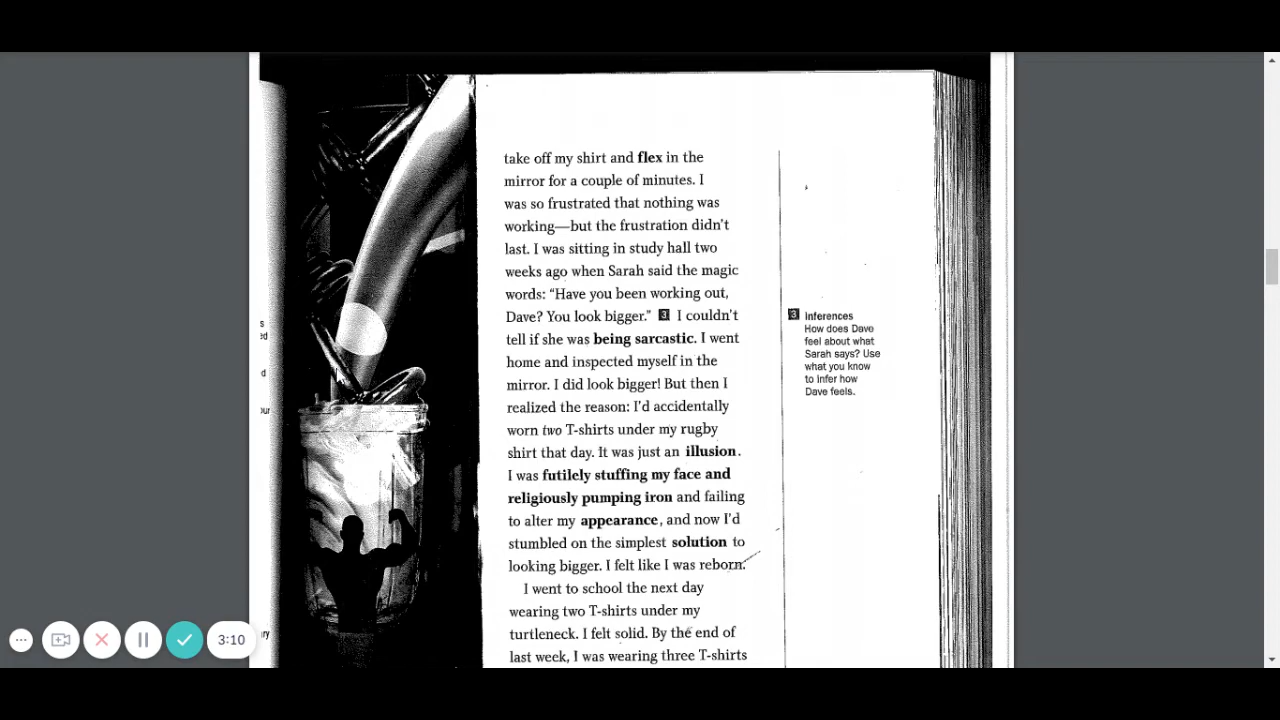 take off my shirt and flex in the
mirror for a couple of minutes. I
was so frustrated that nothing was
working—but the frustration didn't
last. I was sitting in study hall two
weeks ago when Sarah said the magic
words: “Have you been working out,
Dave? You look bigger.” 3 I couldn't
tell if she was being sarcastic. I went
home and inspected myself in the
mirror. I did look bigger! But then I
realized the reason: I'd accidentally
worn two T-shirts under my rugby
shirt that day. It was just an illusion.
I was futilely stuffing my face and
religiously pumping iron and failing
to alter my appearance, and now I'd
stumbled on the simplest solution to
looking bigger. I felt like I was reborn.
I went to school the next day
wearing two T-shirts under my
turtleneck. I felt solid. By the end of
last week, I was wearing three T-shirts
3 Inferences
How does Dave
feel about what
Sarah says? Use
what you know
to infer how
Dave feels.
3:10